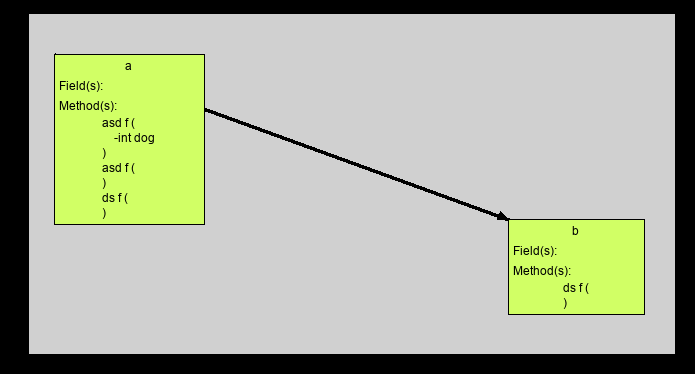 a
Field(s):
Method(s):
asd f (
-int dog
)
asd f (
)
ds f (
)
b
Field(s):
Method(s):
ds f (
)